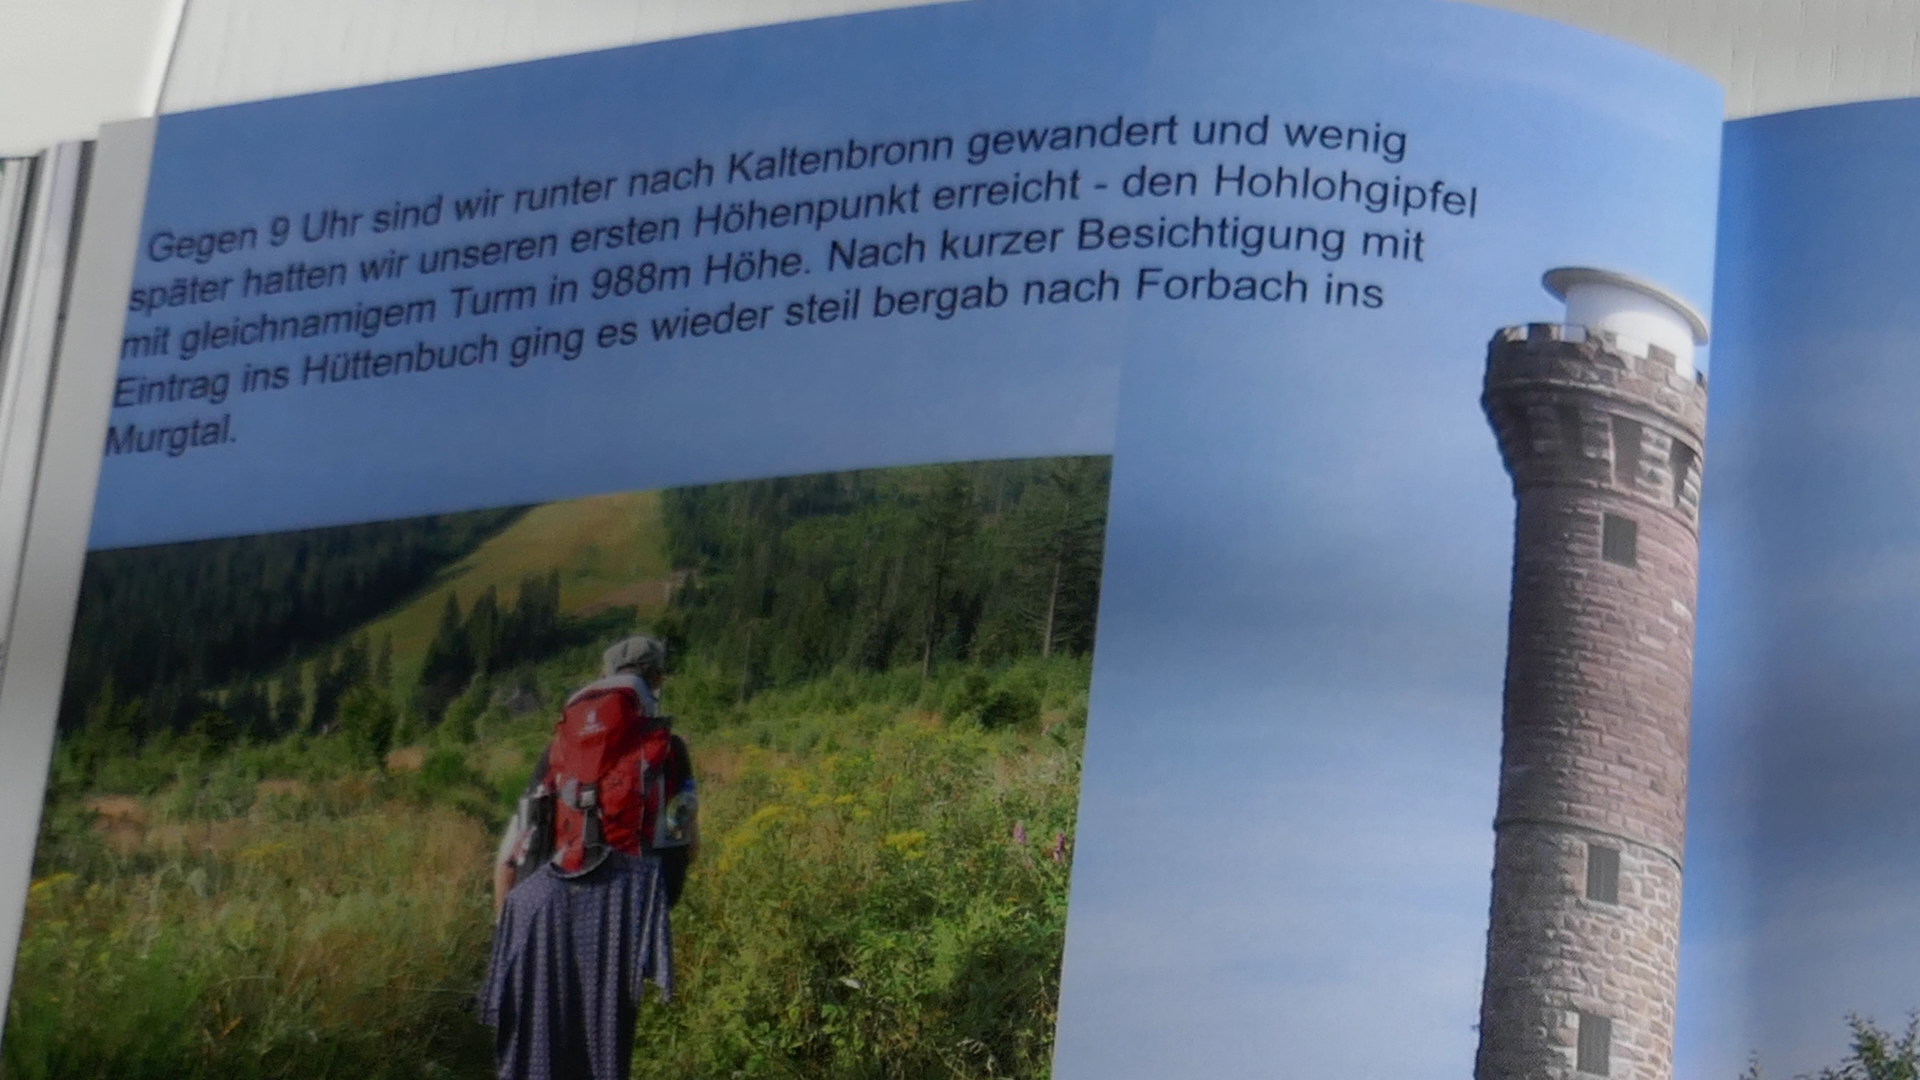 Gegen 9 Uhr sind wir runter nach Kaltenbronn gewandert und wenig
später hatten wir unseren ersten Höhenpunkt erreicht - den Hohlohgipfel
mit gleichnamigem Turm in 988m Höhe. Nach kurzer Besichtigung mit
Eintrag ins Hüttenbuch ging es wieder steil bergab nach Forbach ins
Murgtal.